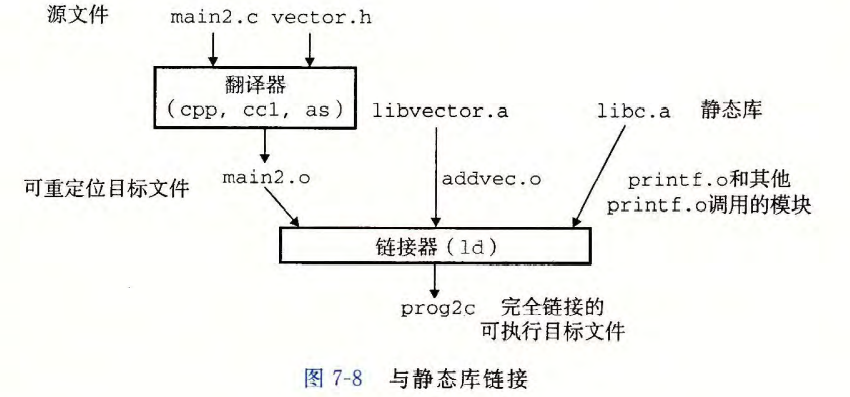 源文件 main2.c vector.h
翻译器
(cpp, cc1, as)
libvector.a
libc.a 静态库
可重定位目标文件
main2.o
addvec.o
printf.o和其他
printf.o调用的模块
链接器(ld)
prog2c 完全链接的
可执行目标文件
图 7-8 与静态库链接